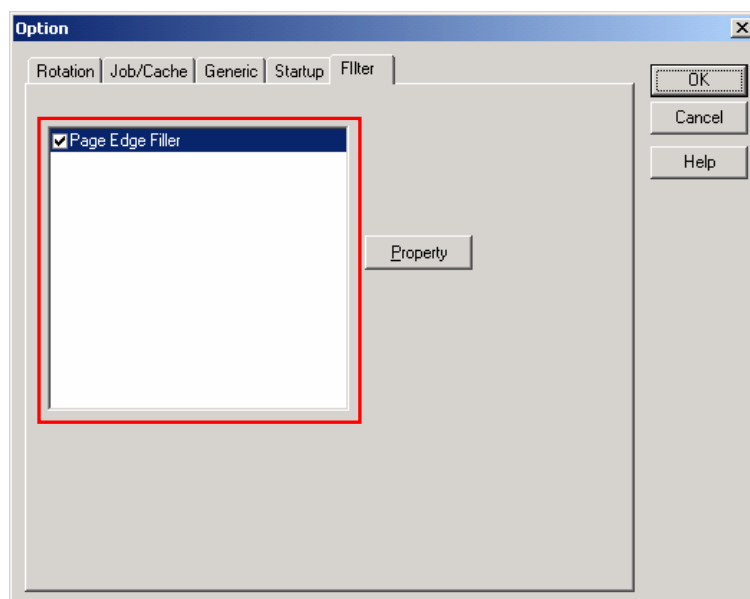 Option
Rotation Job/Cache Generic Startup FIlter
OK
Cancel
Help
Page Edge Filler
Property